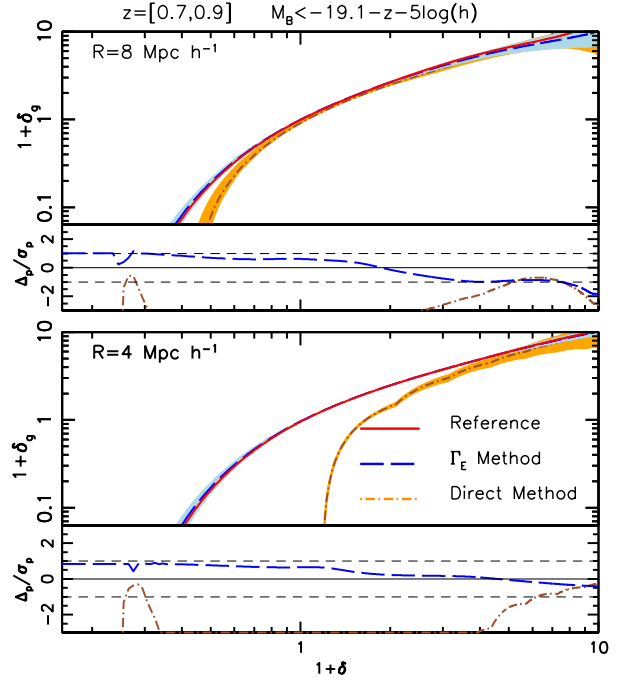 z=[0.7,0.9] M_B<−19.1−z−5log(h)
R=8 Mpc h⁻¹
1+δ_g
10
1
0.1
Δ_p/σ_p
2
0
−2
R=4 Mpc h⁻¹
1+δ_g
10
1
0.1
Reference
Γ_E Method
Direct Method
Δ_p/σ_p
2
0
−2
1
10
1+δ